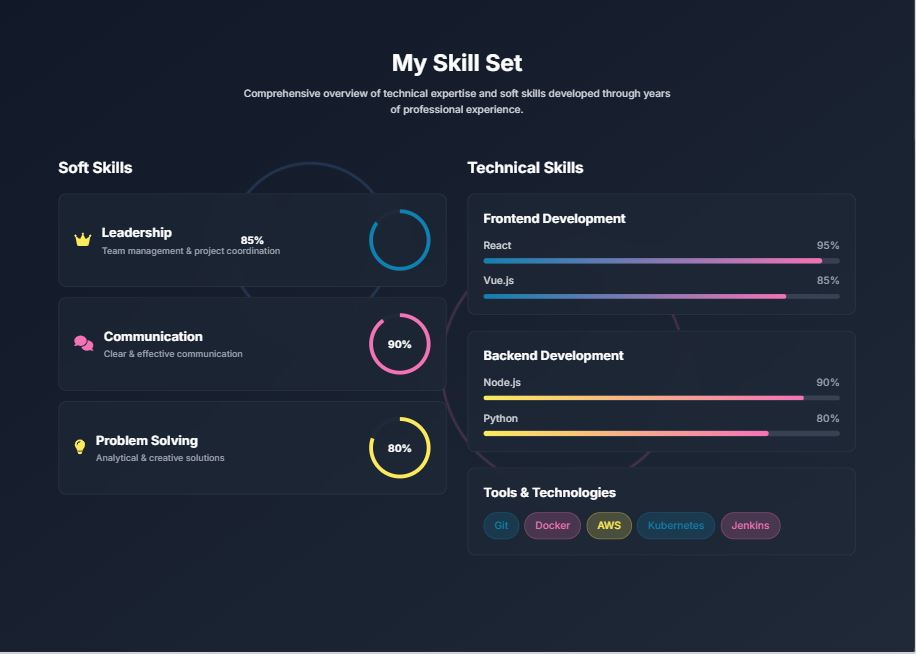 My Skill Set
Comprehensive overview of technical expertise and soft skills developed through years
of professional experience.
Soft Skills
Leadership
85%
Team management & project coordination
Communication
Clear & effective communication
90%
Problem Solving
Analytical & creative solutions
80%
Technical Skills
Frontend Development
React 95%
Vue.js 85%
Backend Development
Node.js 90%
Python 80%
Tools & Technologies
Git Docker AWS Kubernetes Jenkins